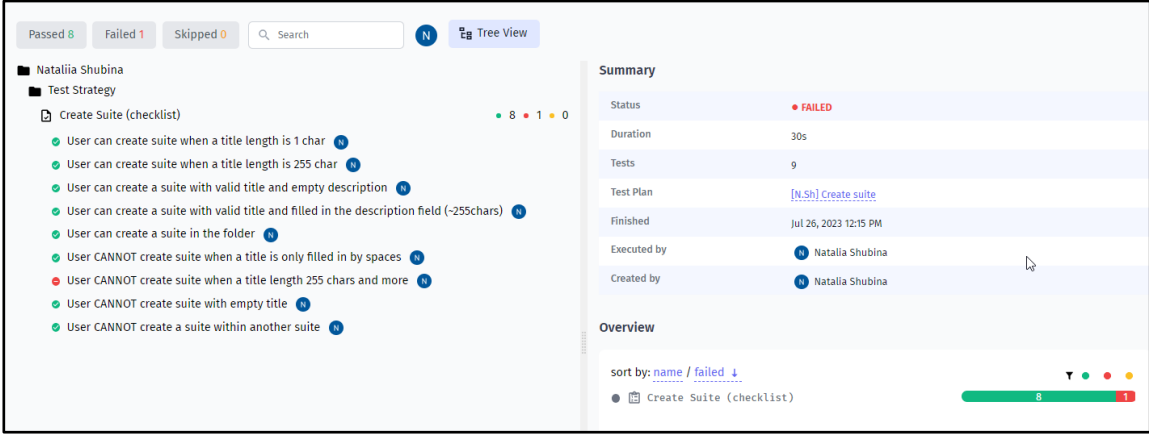 Passed 8 Failed 1 Skipped 0 Search N Tree View
Nataliia Shubina
Test Strategy
Create Suite (checklist) 8 1 0
User can create suite when a title length is 1 char N
User can create suite when a title length is 255 char N
User can create a suite with valid title and empty description N
User can create a suite with valid title and filled in the description field (~255chars) N
User can create a suite in the folder N
User CANNOT create suite when a title is only filled in by spaces N
User CANNOT create suite when a title length 255 chars and more N
User CANNOT create suite with empty title N
User CANNOT create a suite within another suite N
Summary
Status FAILED
Duration 30s
Tests 9
Test Plan [N.Sh] Create suite
Finished Jul 26, 2023 12:15 PM
Executed by N Natalia Shubina
Created by N Natalia Shubina
Overview
sort by: name / failed ↓
Create Suite (checklist) 8 1